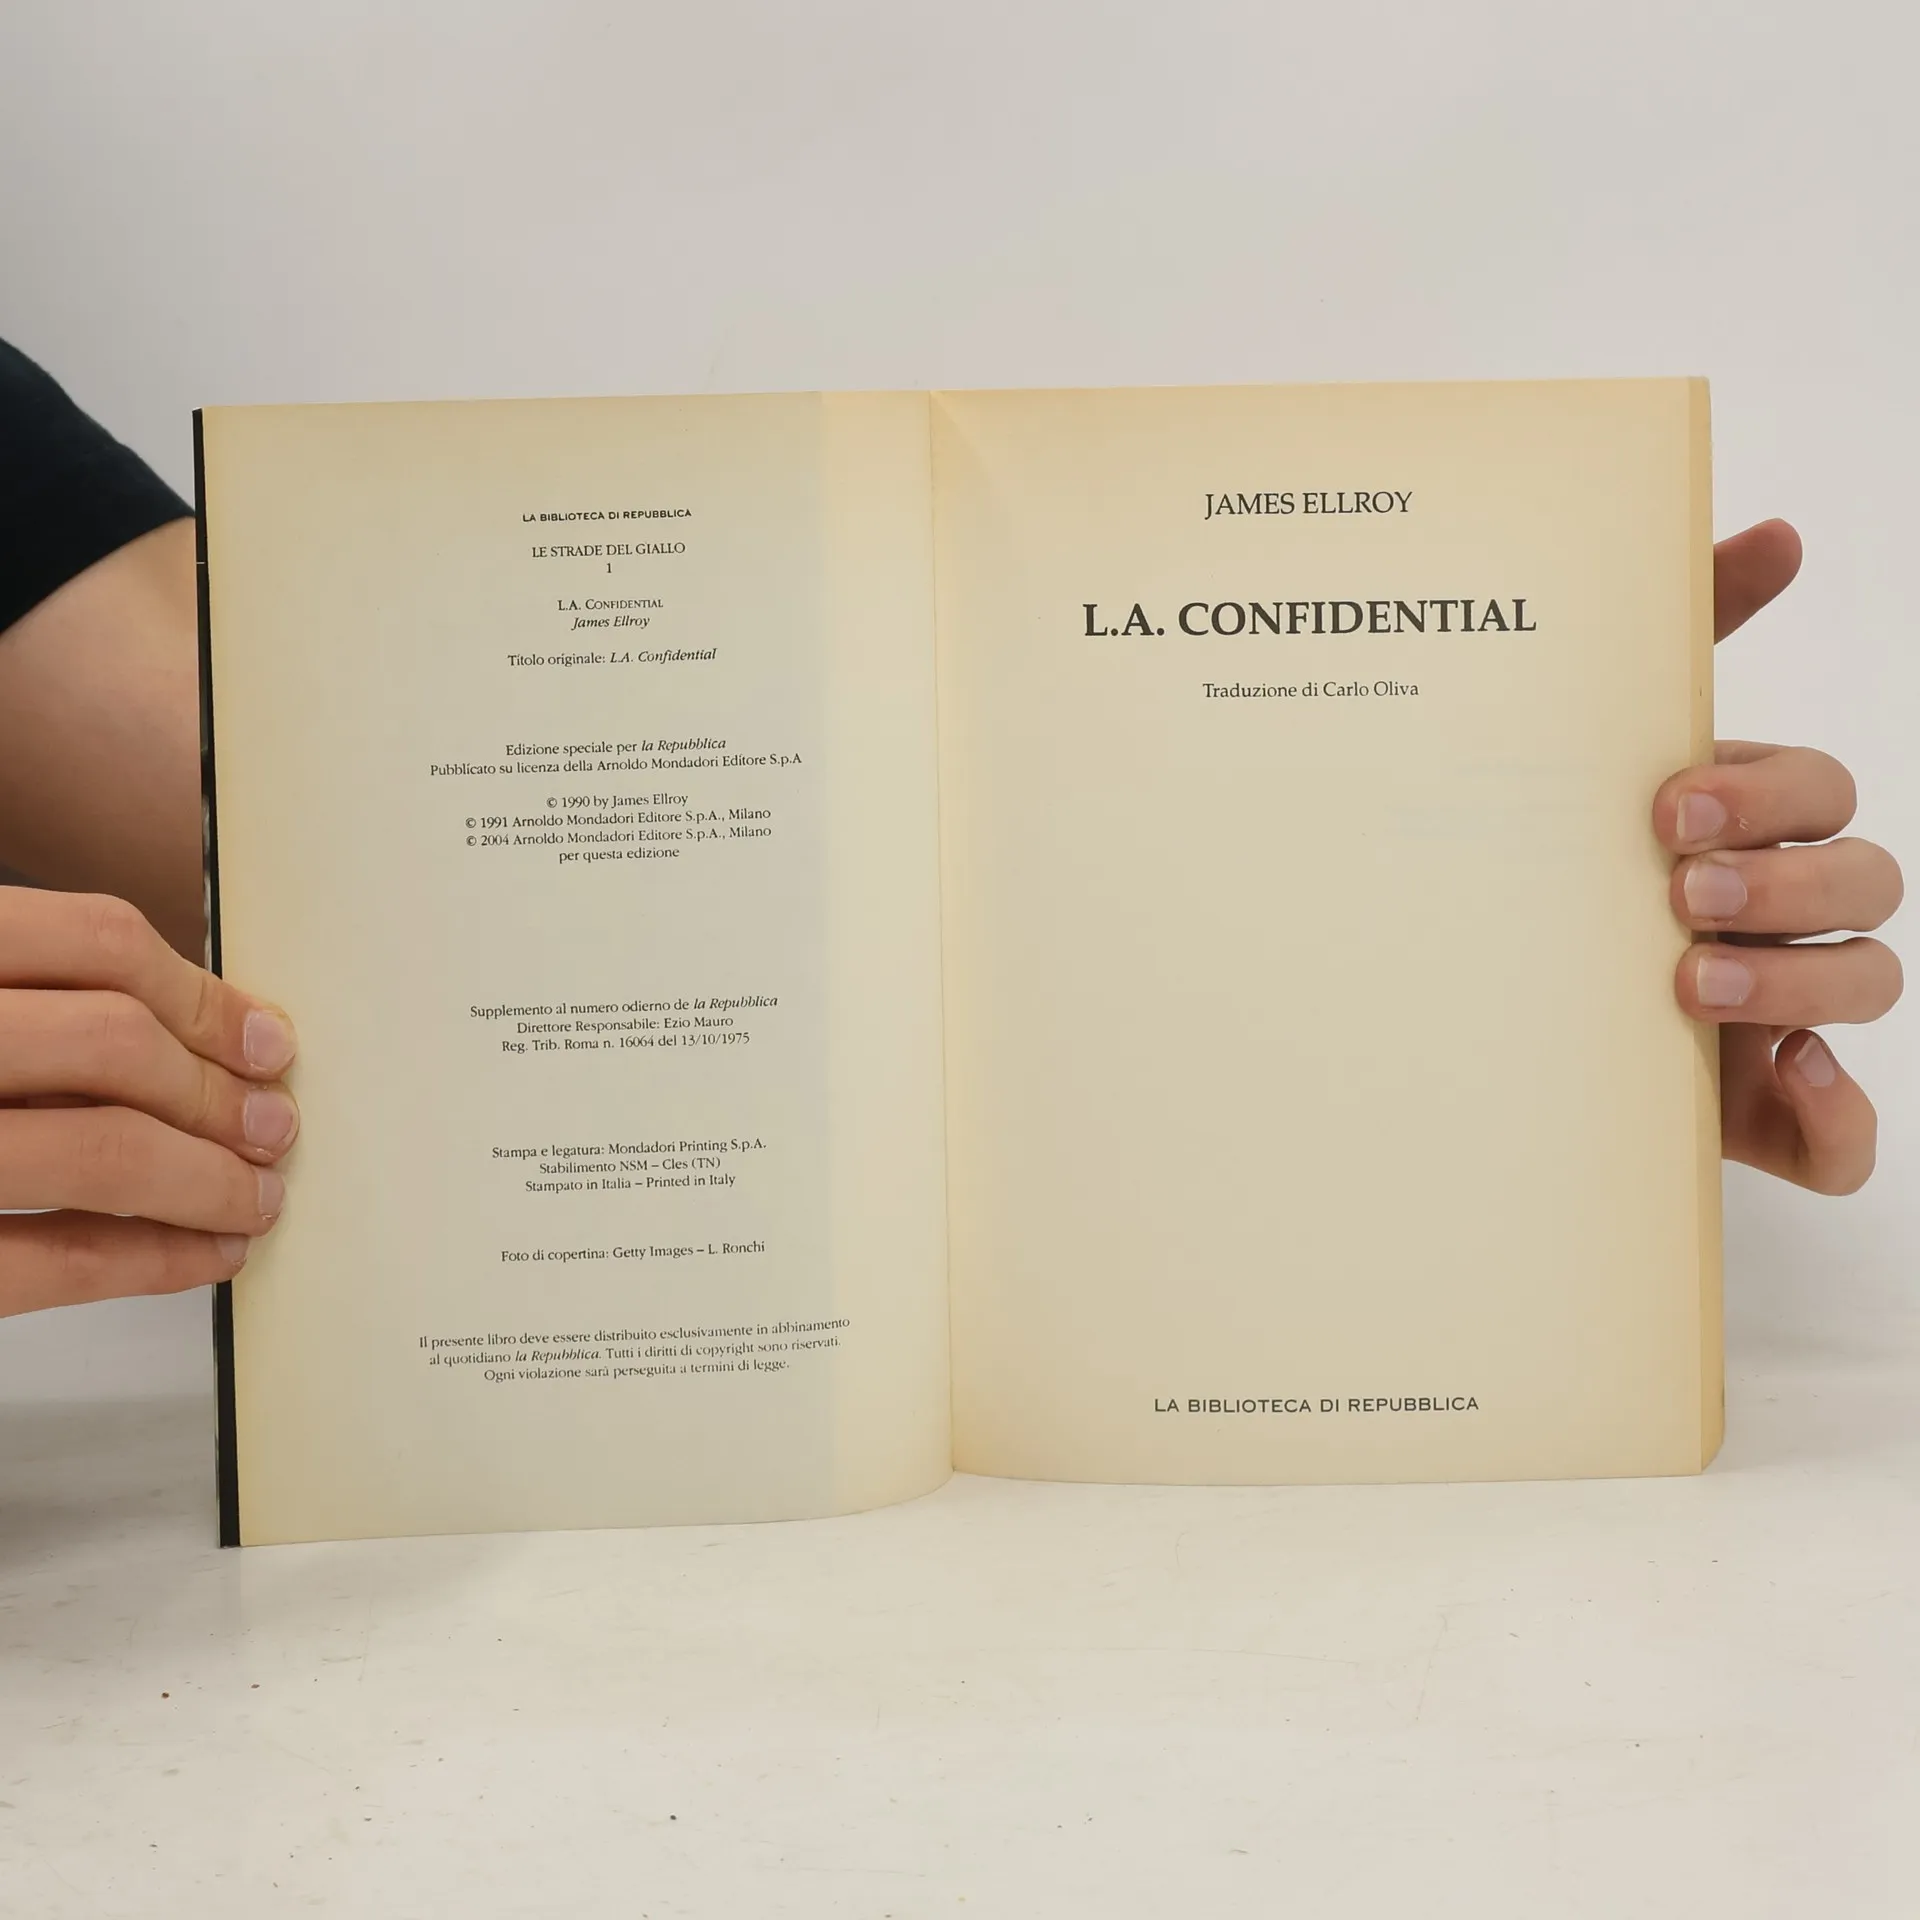 LA BIBLIOTECA DI REPUBBLICA
LE STRADE DEL GIALLO
1
L.A. CONFIDENTIAL
James Ellroy
Titolo originale: L.A. Confidential
Edizione speciale per la Repubblica
Pubblicato su licenza della Arnoldo Mondadori Editore S.p.A
© 1990 by James Ellroy
© 1991 Arnoldo Mondadori Editore S.p.A., Milano
© 2004 Arnoldo Mondadori Editore S.p.A., Milano
per questa edizione
Supplemento al numero odierno de la Repubblica
Direttore Responsabile: Ezio Mauro
Reg. Trib. Roma n. 16064 del 13/10/1975
Stampa e legatura: Mondadori Printing S.p.A.
Stabilimento NSM – Cles (TN)
Stampato in Italia – Printed in Italy
Foto di copertina: Getty Images – L. Ronchi
Il presente libro deve essere distribuito esclusivamente in abbinamento
al quotidiano la Repubblica. Tutti i diritti di copyright sono riservati.
Ogni violazione sarà perseguita a termini di legge.
JAMES ELLROY
L.A. CONFIDENTIAL
Traduzione di Carlo Oliva
LA BIBLIOTECA DI REPUBBLICA